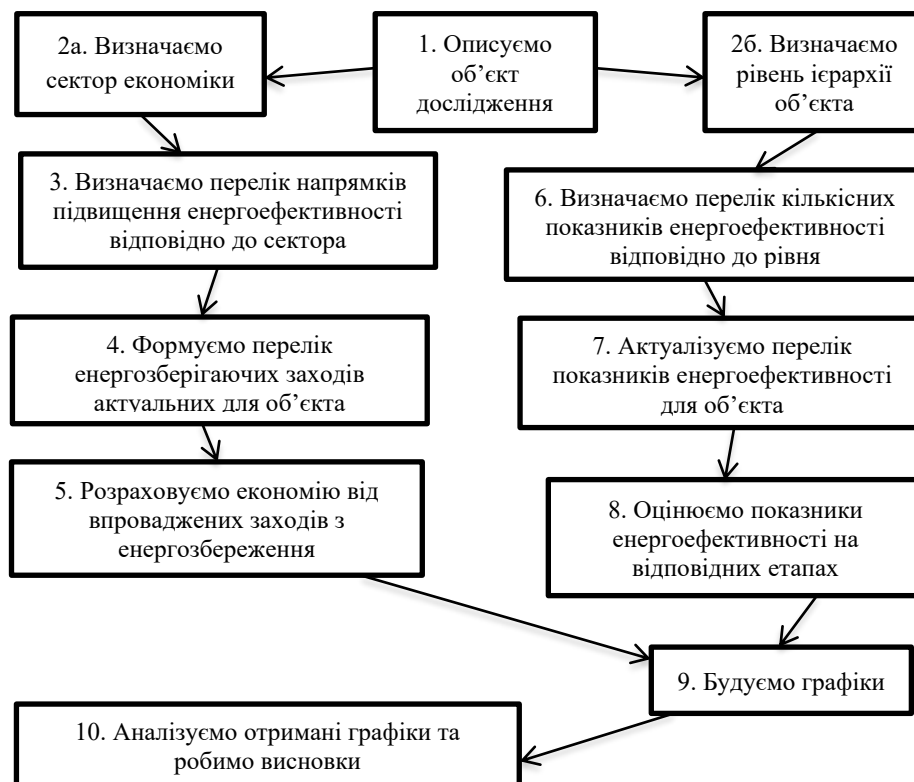 2а. Визначаємо
сектор економіки
1. Описуємо
об’єкт
дослідження
2б. Визначаємо
рівень ієрархії
об’єкта
3. Визначаємо перелік напрямків
підвищення енергоефективності
відповідно до сектора
6. Визначаємо перелік кількісних
показників енергоефективності
відповідно до рівня
4. Формуємо перелік
енергозберігаючих заходів
актуальних для об’єкта
7. Актуалізуємо перелік
показників енергоефективності
для об’єкта
5. Розраховуємо економію від
впроваджених заходів з
енергозбереження
8. Оцінюємо показники
енергоефективності на
відповідних етапах
9. Будуємо графіки
10. Аналізуємо отримані графіки та
робимо висновки